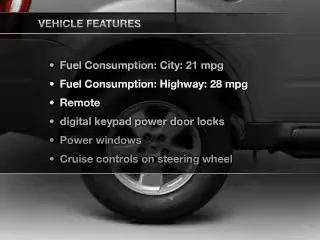 VEHICLE FEATURES
• Fuel Consumption: City: 21 mpg
• Fuel Consumption: Highway: 28 mpg
• Remote
• digital keypad power door locks
• Power windows
• Cruise controls on steering wheel